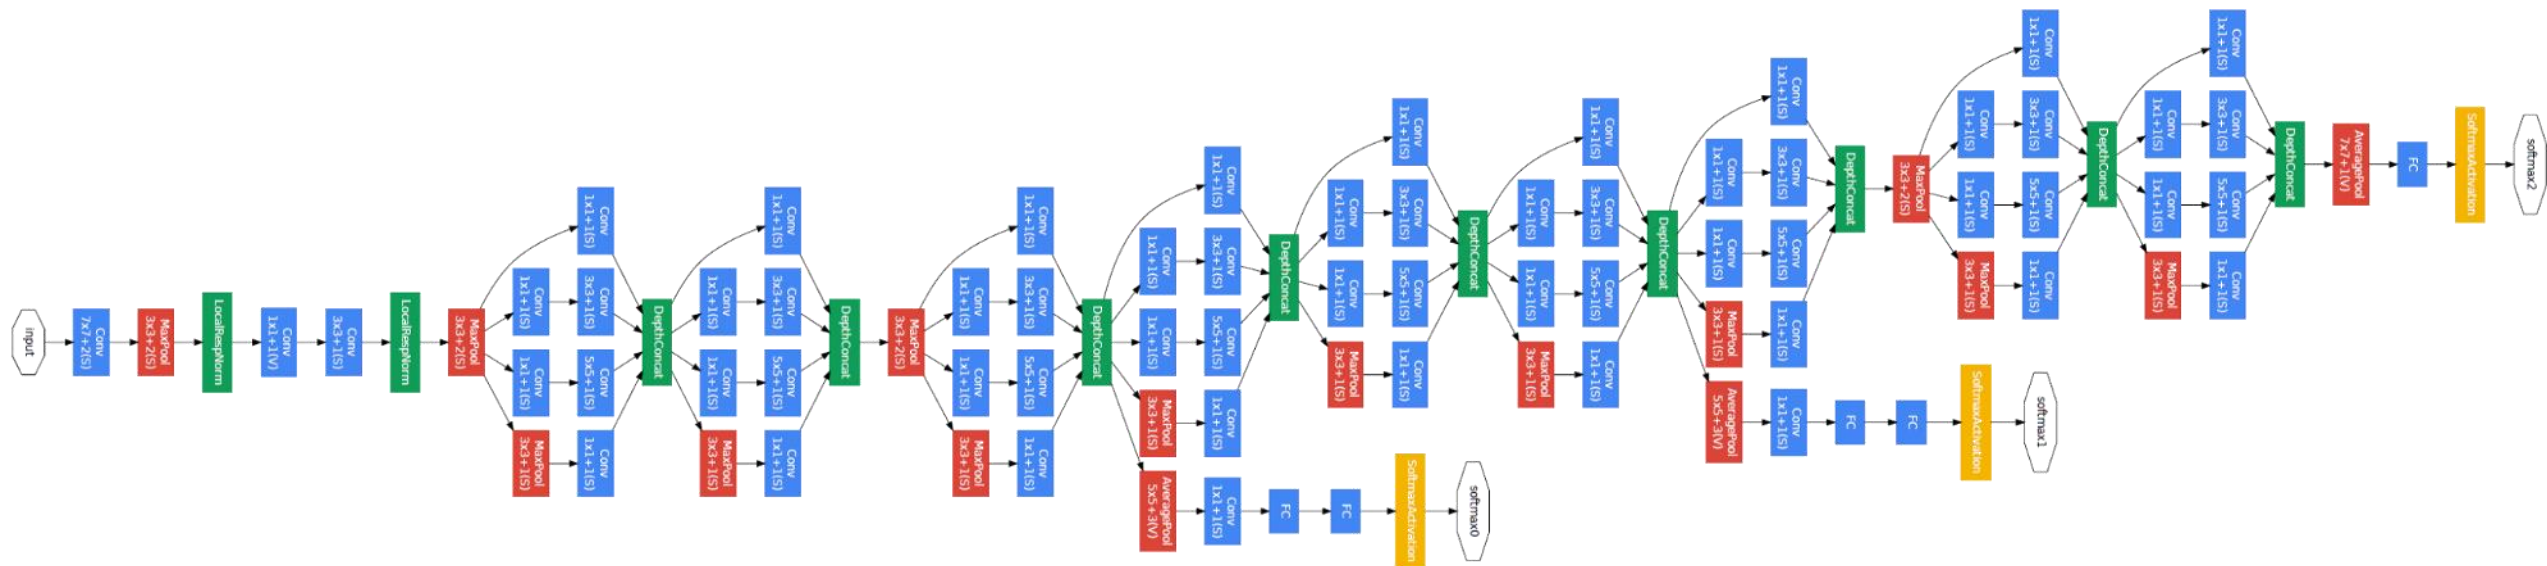 input
Conv
7x7+2(S)
MaxPool
3x3+2(S)
LocalRespNorm
Conv
1x1+1(V)
Conv
3x3+1(S)
LocalRespNorm
MaxPool
3x3+2(S)
Conv
1x1+1(S)
Conv
1x1+1(S)
MaxPool
3x3+1(S)
Conv
1x1+1(S)
Conv
3x3+1(S)
Conv
5x5+1(S)
Conv
1x1+1(S)
DepthConcat
Conv
1x1+1(S)
Conv
1x1+1(S)
MaxPool
3x3+1(S)
Conv
1x1+1(S)
Conv
3x3+1(S)
Conv
5x5+1(S)
Conv
1x1+1(S)
DepthConcat
MaxPool
3x3+2(S)
Conv
1x1+1(S)
Conv
1x1+1(S)
MaxPool
3x3+1(S)
Conv
1x1+1(S)
Conv
3x3+1(S)
Conv
5x5+1(S)
Conv
1x1+1(S)
DepthConcat
Conv
1x1+1(S)
Conv
1x1+1(S)
MaxPool
3x3+1(S)
AveragePool
5x5+3(V)
Conv
1x1+1(S)
Conv
3x3+1(S)
Conv
5x5+1(S)
Conv
1x1+1(S)
Conv
1x1+1(S)
DepthConcat
FC
Conv
1x1+1(S)
Conv
1x1+1(S)
MaxPool
3x3+1(S)
FC
Conv
1x1+1(S)
Conv
3x3+1(S)
Conv
5x5+1(S)
Conv
1x1+1(S)
SoftmaxActivation
DepthConcat
softmax0
Conv
1x1+1(S)
Conv
1x1+1(S)
MaxPool
3x3+1(S)
Conv
1x1+1(S)
Conv
3x3+1(S)
Conv
5x5+1(S)
Conv
1x1+1(S)
DepthConcat
Conv
1x1+1(S)
Conv
1x1+1(S)
MaxPool
3x3+1(S)
AveragePool
5x5+3(V)
Conv
1x1+1(S)
Conv
3x3+1(S)
Conv
5x5+1(S)
Conv
1x1+1(S)
Conv
1x1+1(S)
DepthConcat
FC
MaxPool
3x3+2(S)
FC
Conv
1x1+1(S)
Conv
1x1+1(S)
MaxPool
3x3+1(S)
SoftmaxActivation
Conv
1x1+1(S)
Conv
3x3+1(S)
Conv
5x5+1(S)
Conv
1x1+1(S)
softmax1
DepthConcat
Conv
1x1+1(S)
Conv
1x1+1(S)
MaxPool
3x3+1(S)
Conv
1x1+1(S)
Conv
3x3+1(S)
Conv
5x5+1(S)
Conv
1x1+1(S)
DepthConcat
AveragePool
7x7+1(V)
FC
SoftmaxActivation
softmax2